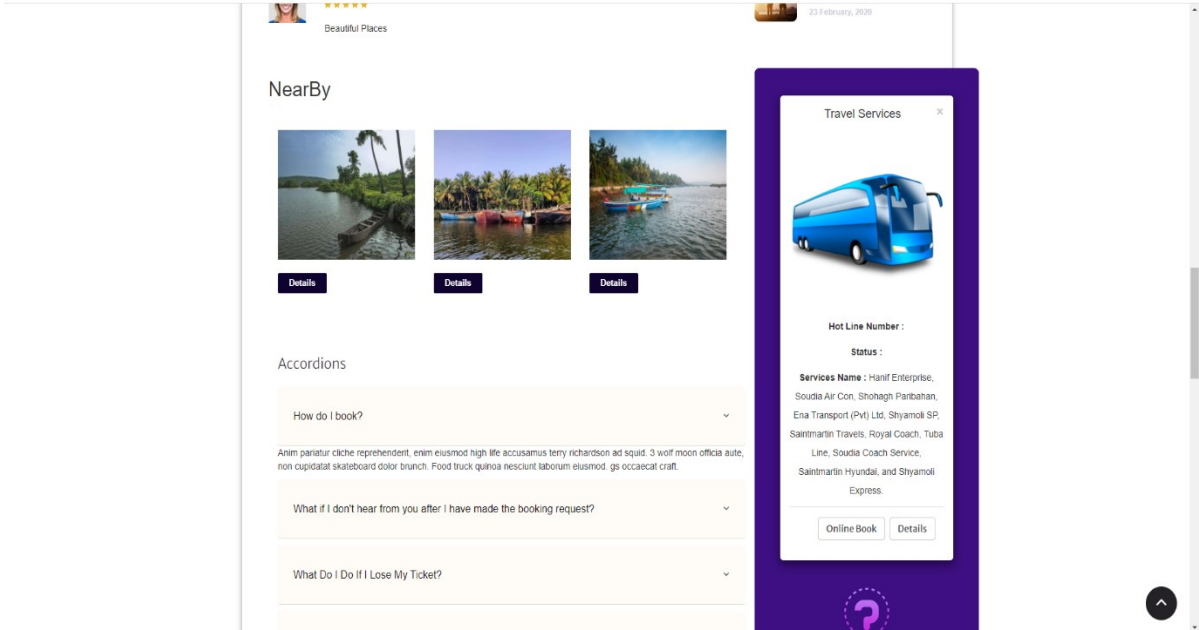 Beautiful Places
23 February, 2020
NearBy
Details
Details
Details
Accordions
How do I book?
Anim pariatur cliche reprehenderit, enim eiusmod high life accusamus terry richardson ad squid. 3 wolf moon officia aute,
non cupidatat skateboard dolor brunch. Food truck quinoa nesciunt laborum eiusmod. gs occaecat craft.
What if I don't hear from you after I have made the booking request?
What Do I Do If I Lose My Ticket?
Travel Services
×
Hot Line Number :
Status :
Services Name : Hanif Enterprise,
Soudia Air Con, Shohagh Paribahan,
Ena Transport (Pvt) Ltd, Shyamoli SP,
Saintmartin Travels, Royal Coach, Tuba
Line, Soudia Coach Service,
Saintmartin Hyundai, and Shyamoli
Express.
Online Book
Details
?